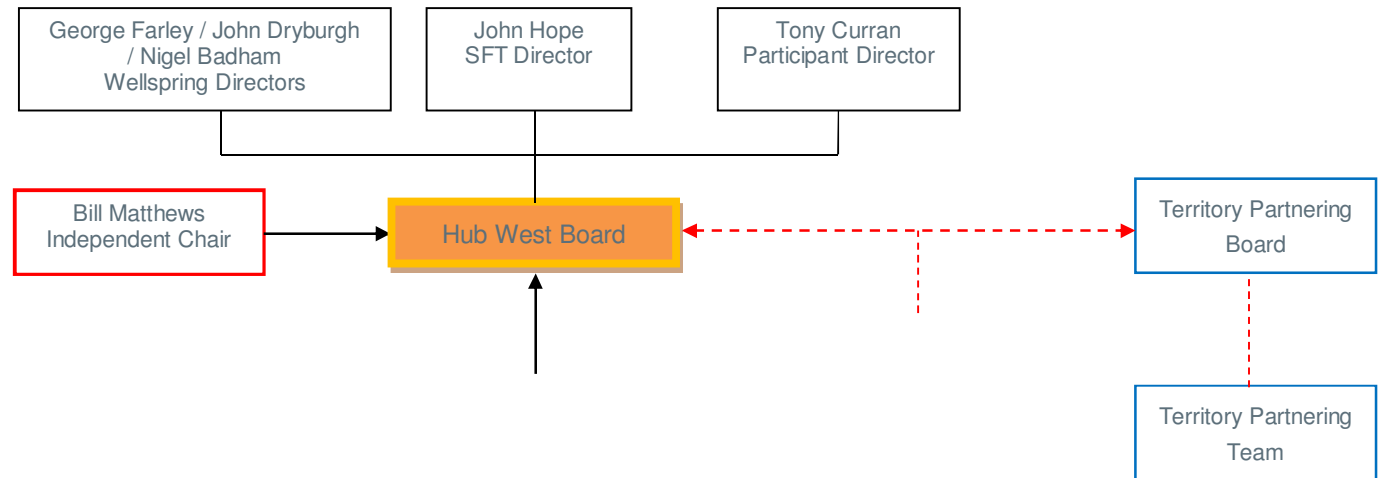 George Farley / John Dryburgh
/ Nigel Badham
Wellspring Directors
John Hope
SFT Director
Tony Curran
Participant Director
Bill Matthews
Independent Chair
Hub West Board
Territory Partnering
Board
Territory Partnering
Team